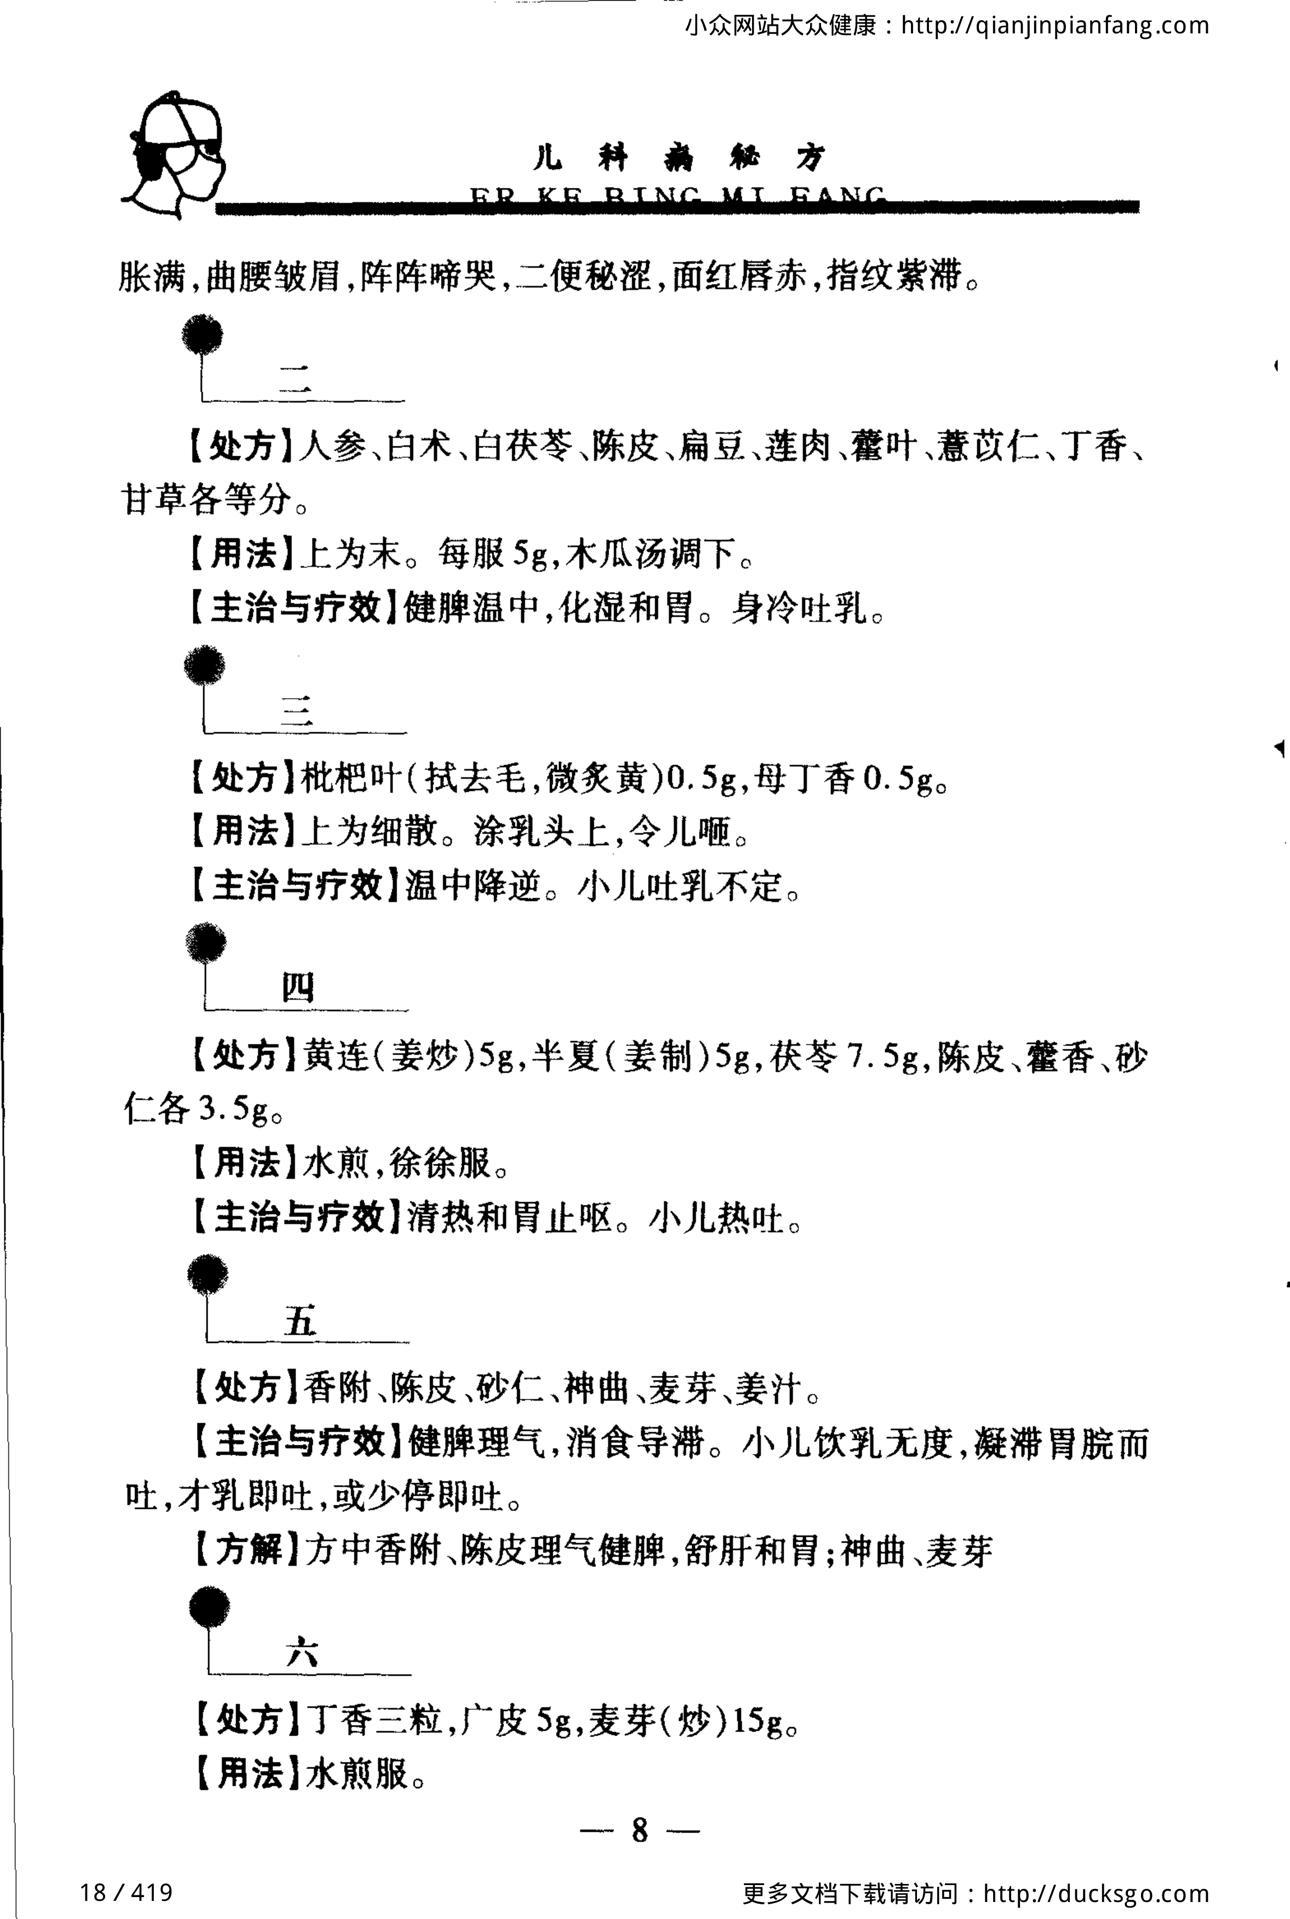 小众网站大众健康：http://qianjinpianfang.com
儿科病秘方
ER KE BING MI FANG
胀满,曲腰皱眉,阵阵啼哭,二便秘涩,面红唇赤,指纹紫滞。
二
【处方】人参、白术、白茯苓、陈皮、扁豆、莲肉、藿叶、薏苡仁、丁香、
甘草各等分。
【用法】上为末。每服5g,木瓜汤调下。
【主治与疗效】健脾温中,化湿和胃。身冷吐乳。
三
【处方】枇杷叶(拭去毛,微炙黄)0.5g,母丁香0.5g。
【用法】上为细散。涂乳头上,令儿咂。
【主治与疗效】温中降逆。小儿吐乳不定。
四
【处方】黄连(姜炒)5g,半夏(姜制)5g,茯苓7.5g,陈皮、藿香、砂
仁各3.5g。
【用法】水煎,徐徐服。
【主治与疗效】清热和胃止呕。小儿热吐。
五
【处方】香附、陈皮、砂仁、神曲、麦芽、姜汁。
【主治与疗效】健脾理气,消食导滞。小儿饮乳无度,凝滞胃脘而
吐,才乳即吐,或少停即吐。
【方解】方中香附、陈皮理气健脾,舒肝和胃;神曲、麦芽
六
【处方】丁香三粒,广皮5g,麦芽(炒)15g。
【用法】水煎服。
— 8 —
18 / 419
更多文档下载请访问：http://ducksgo.com